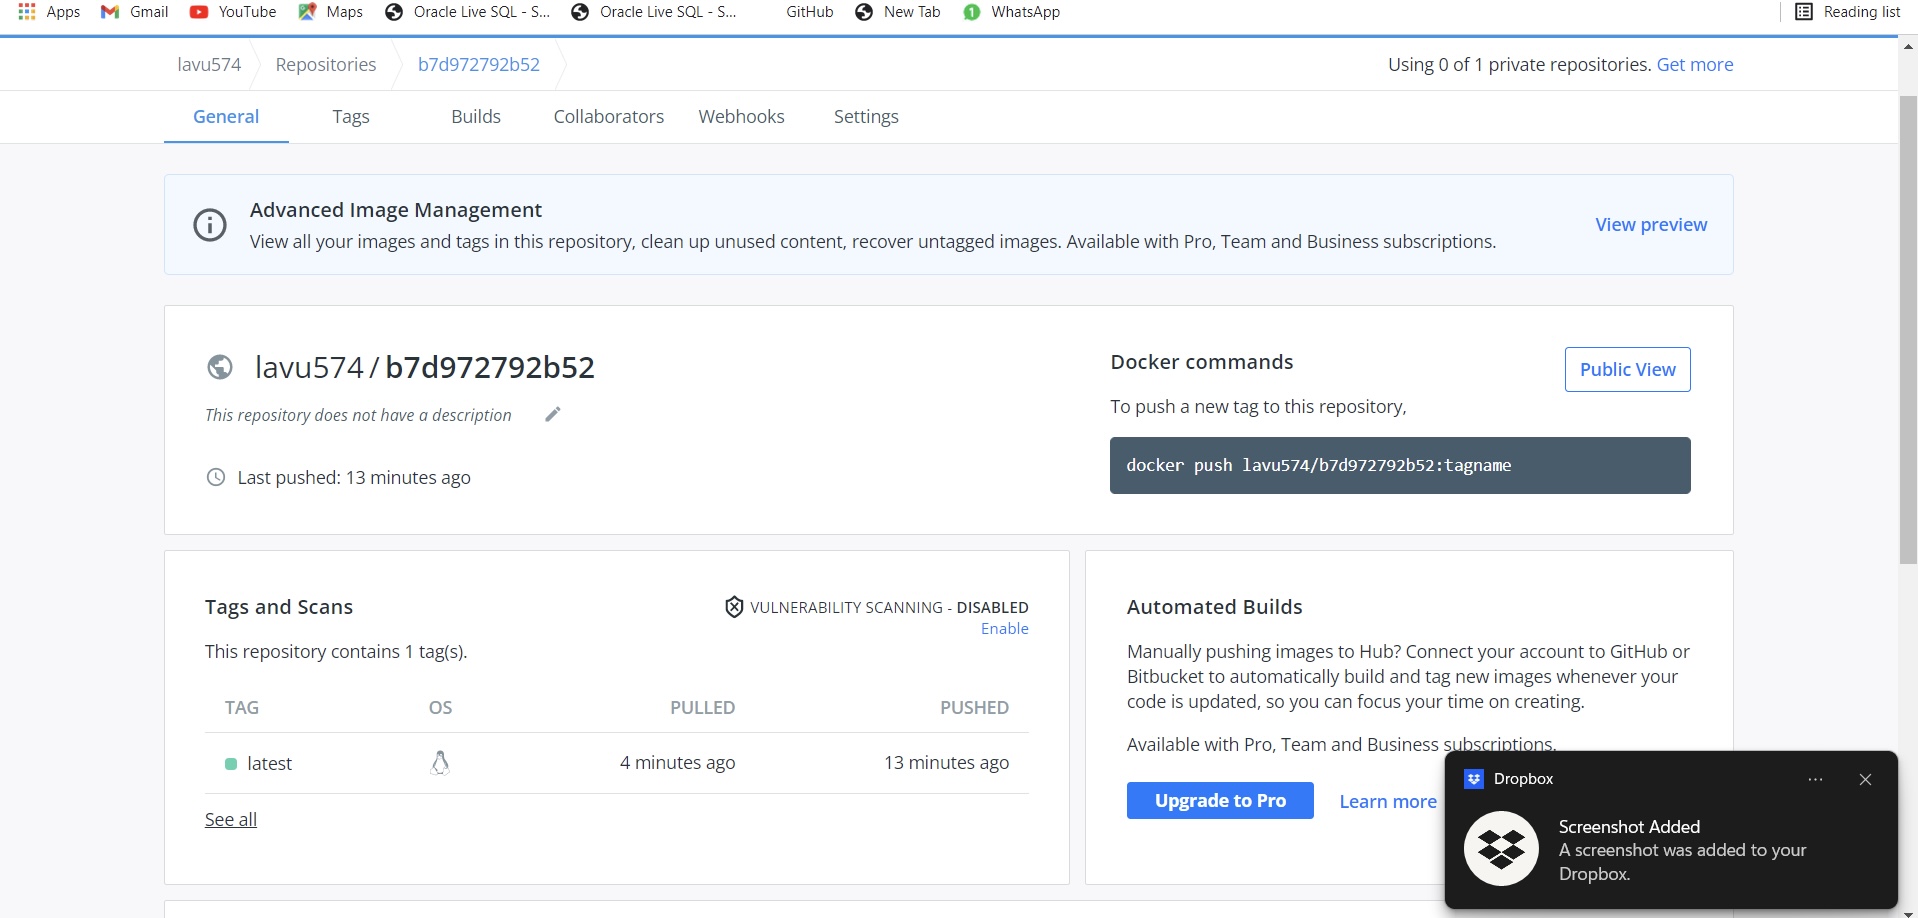 Apps Gmail YouTube Maps Oracle Live SQL - S... Oracle Live SQL - S... GitHub New Tab 1 WhatsApp Reading list
lavu574 Repositories b7d972792b52 Using 0 of 1 private repositories. Get more
General Tags Builds Collaborators Webhooks Settings
Advanced Image Management
View all your images and tags in this repository, clean up unused content, recover untagged images. Available with Pro, Team and Business subscriptions.
View preview
lavu574 / b7d972792b52
This repository does not have a description
Last pushed: 13 minutes ago
Docker commands
Public View
To push a new tag to this repository,
docker push lavu574/b7d972792b52:tagname
Tags and Scans
VULNERABILITY SCANNING - DISABLED
Enable
This repository contains 1 tag(s).
TAG OS PULLED PUSHED
latest 4 minutes ago 13 minutes ago
See all
Automated Builds
Manually pushing images to Hub? Connect your account to GitHub or
Bitbucket to automatically build and tag new images whenever your
code is updated, so you can focus your time on creating.
Available with Pro, Team and Business subscriptions.
Upgrade to Pro Learn more
Dropbox
Screenshot Added
A screenshot was added to your
Dropbox.